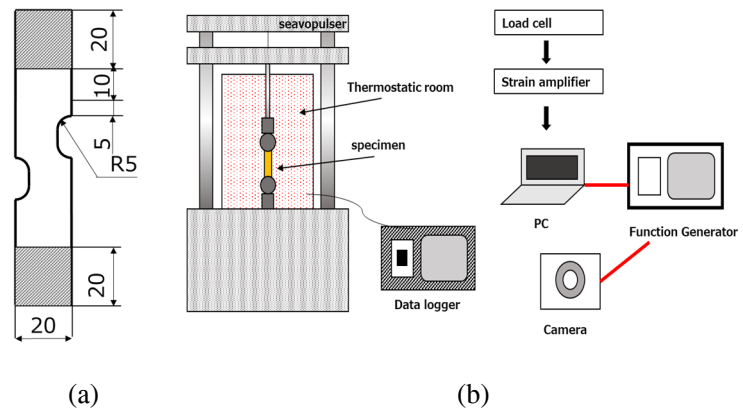 20
10
5
R5
20
20
(a)
seavopulser
Thermostatic room
specimen
Data logger
Load cell
Strain amplifier
PC
Function Generator
Camera
(b)